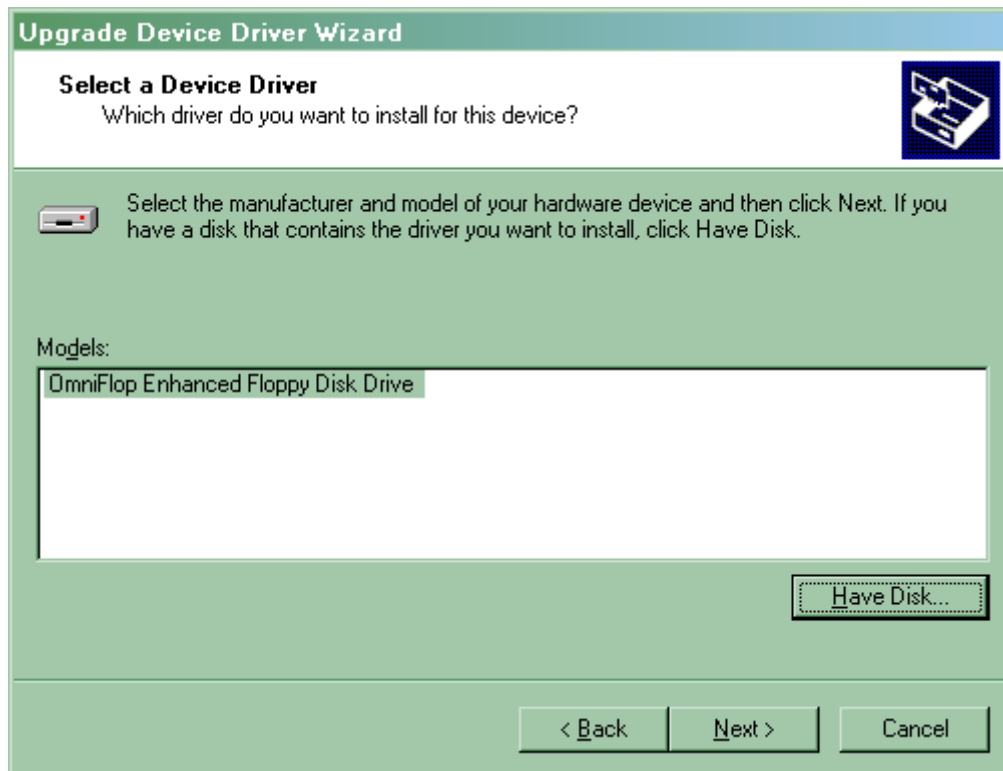 Upgrade Device Driver Wizard
Select a Device Driver
Which driver do you want to install for this device?
Select the manufacturer and model of your hardware device and then click Next. If you
have a disk that contains the driver you want to install, click Have Disk.
Models:
OmniFlop Enhanced Floppy Disk Drive
Have Disk...
< Back
Next >
Cancel